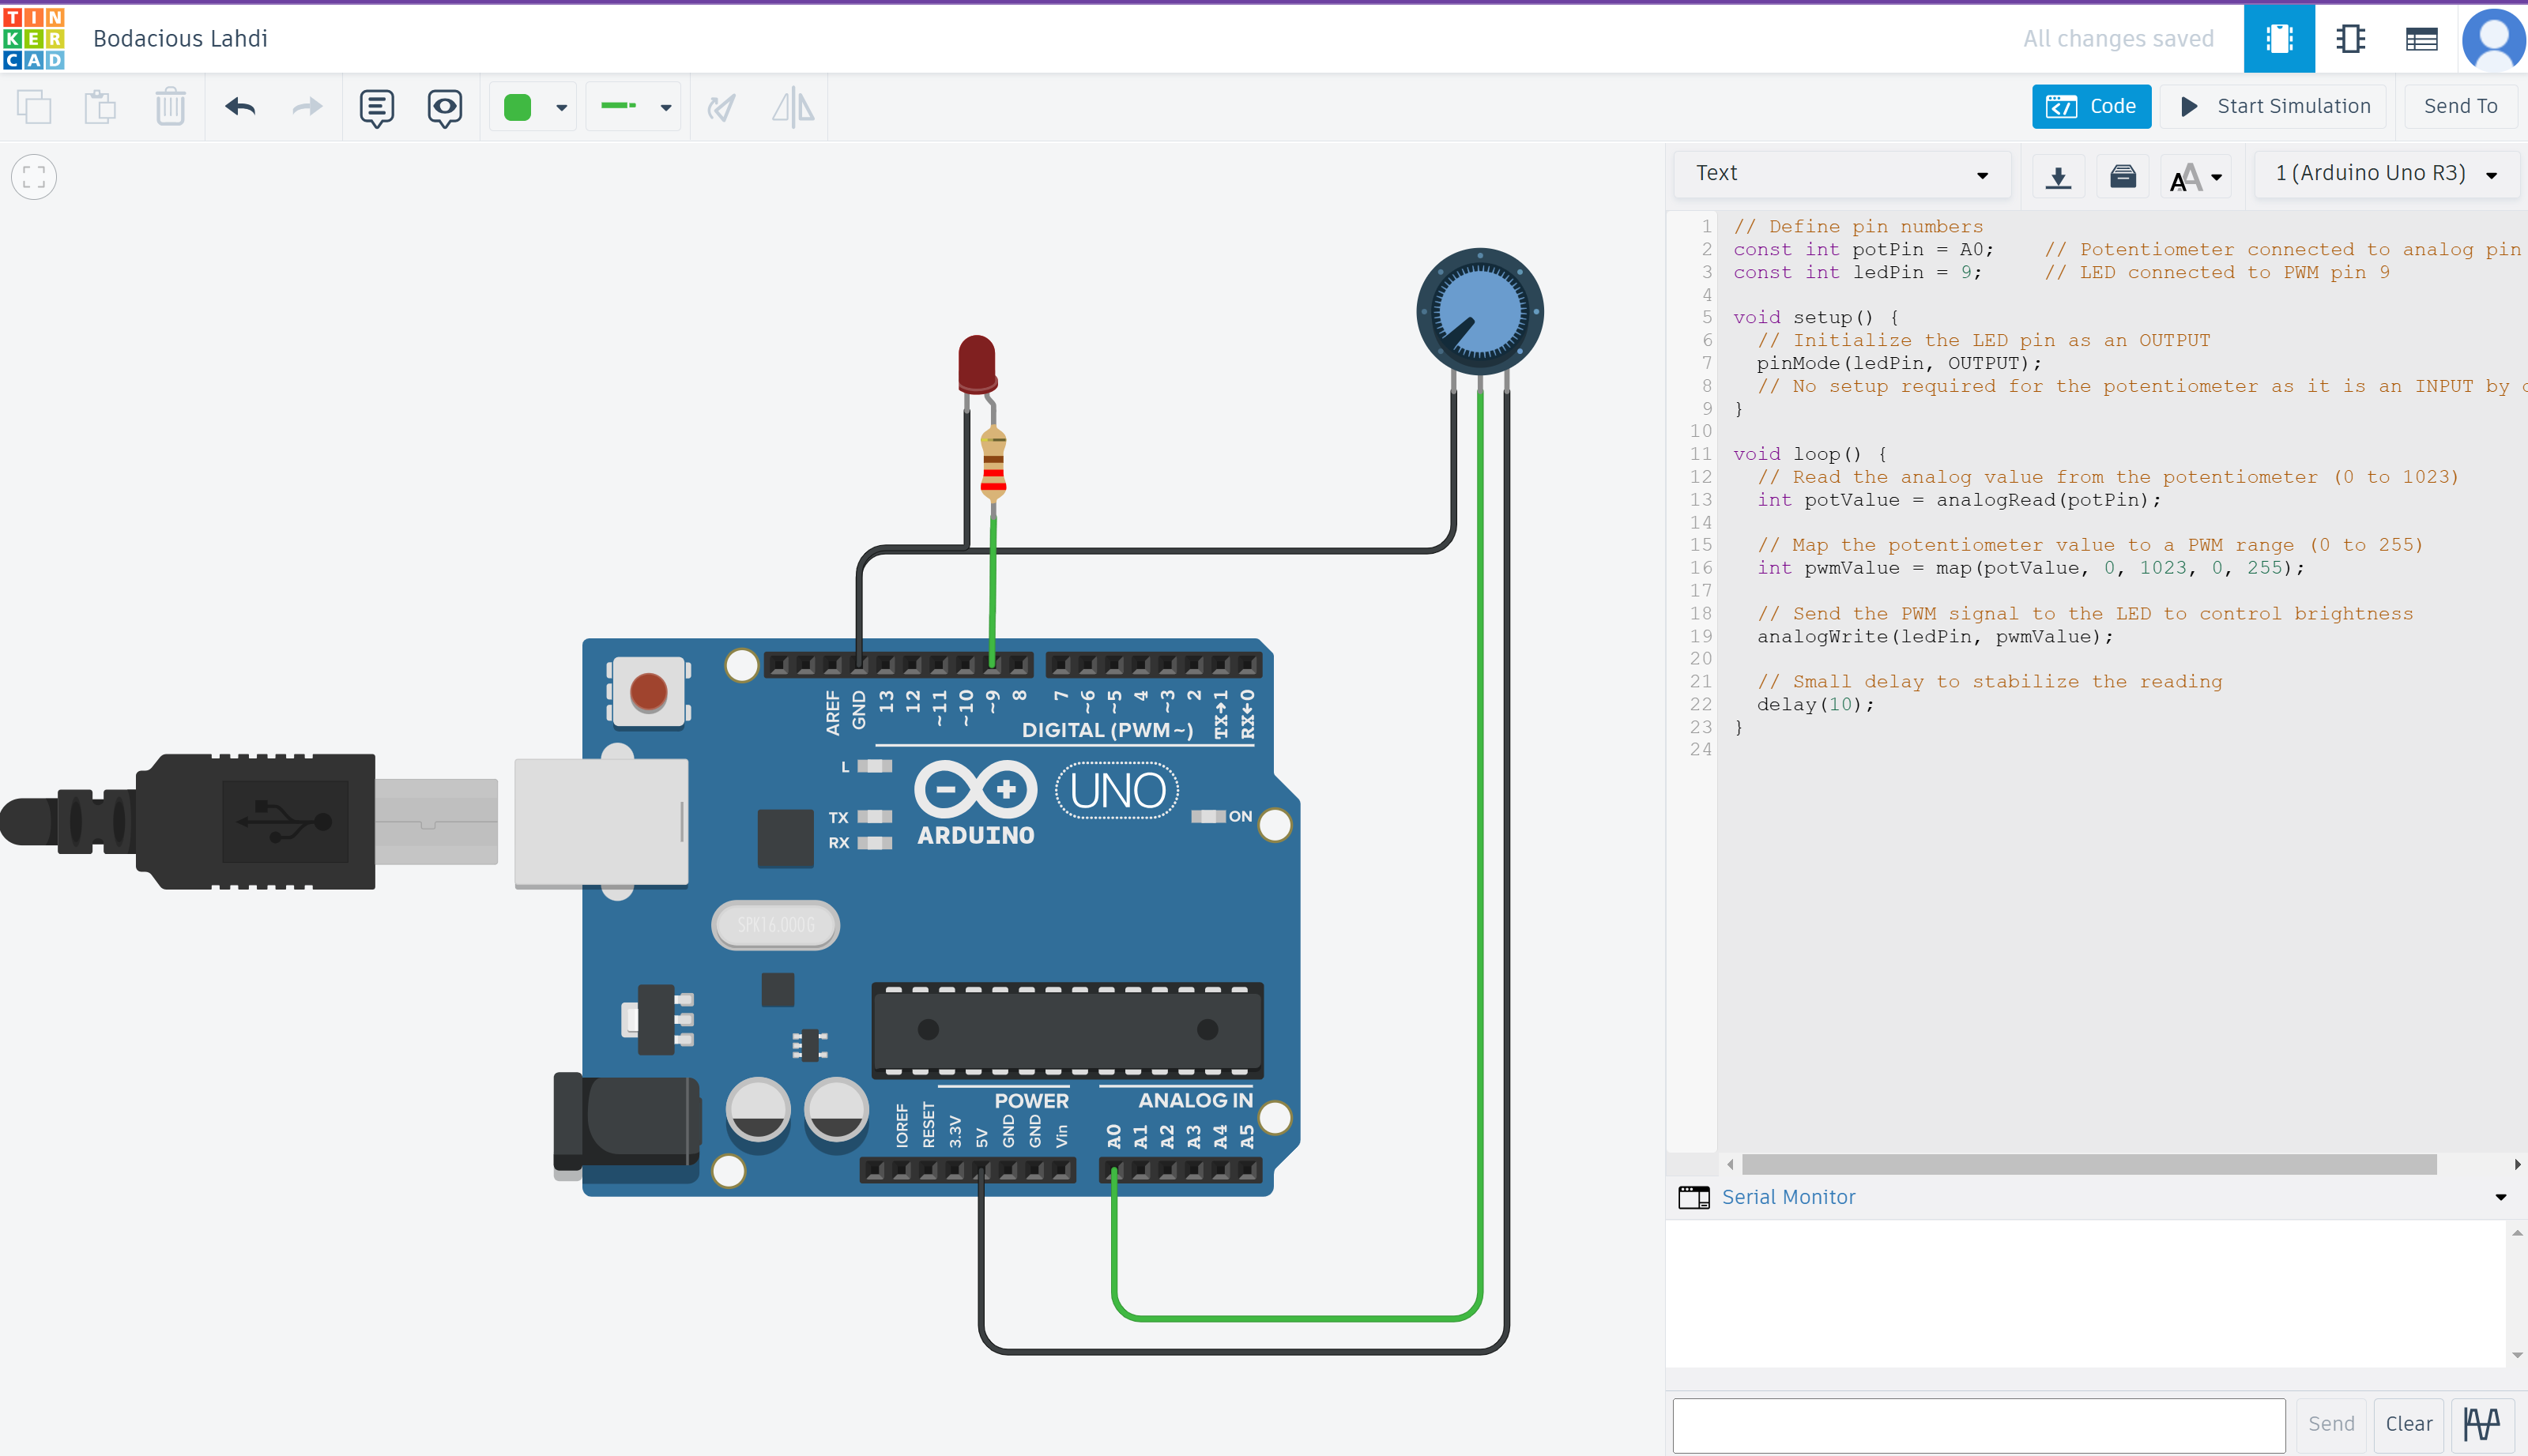 TIN
KER
CAD
Bodacious Lahdi
All changes saved
Code
Start Simulation
Send To
Text
1 (Arduino Uno R3)
1 // Define pin numbers
2 const int potPin = A0; // Potentiometer connected to analog pin
3 const int ledPin = 9; // LED connected to PWM pin 9
4
5 void setup() {
6 // Initialize the LED pin as an OUTPUT
7 pinMode(ledPin, OUTPUT);
8 // No setup required for the potentiometer as it is an INPUT by
9 }
10
11 void loop() {
12 // Read the analog value from the potentiometer (0 to 1023)
13 int potValue = analogRead(potPin);
14
15 // Map the potentiometer value to a PWM range (0 to 255)
16 int pwmValue = map(potValue, 0, 1023, 0, 255);
17
18 // Send the PWM signal to the LED to control brightness
19 analogWrite(ledPin, pwmValue);
20
21 // Small delay to stabilize the reading
22 delay(10);
23 }
24
AREF GND 13 12 ~11 ~10 ~9 8 7 ~6 ~5 4 ~3 2 TX→1 RX←0
DIGITAL (PWM~)
L
TX
RX
ARDUINO
UNO
ON
SPKT6.000G
POWER
ANALOG IN
IOREF RESET 3.3V 5V GND GND Vin A0 A1 A2 A3 A4 A5
Serial Monitor
Send
Clear